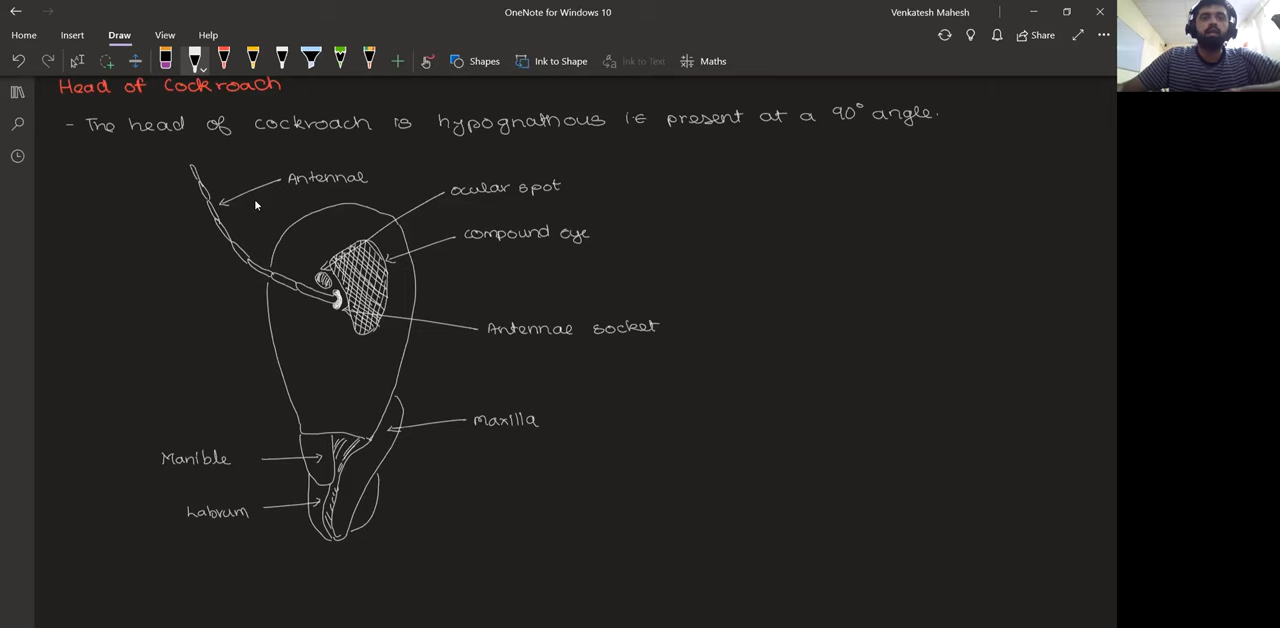 OneNote for Windows 10
Venkatesh Mahesh
Home Insert Draw View Help
Share
Shapes
Ink to Shape
Ink to Text
Maths
Head of Cockroach
- The head of cockroach is hypognathous i.e present at a 90° angle.
Antennal
ocular spot
compound eye
Antennae socket
Maxilla
Manible
Labrum